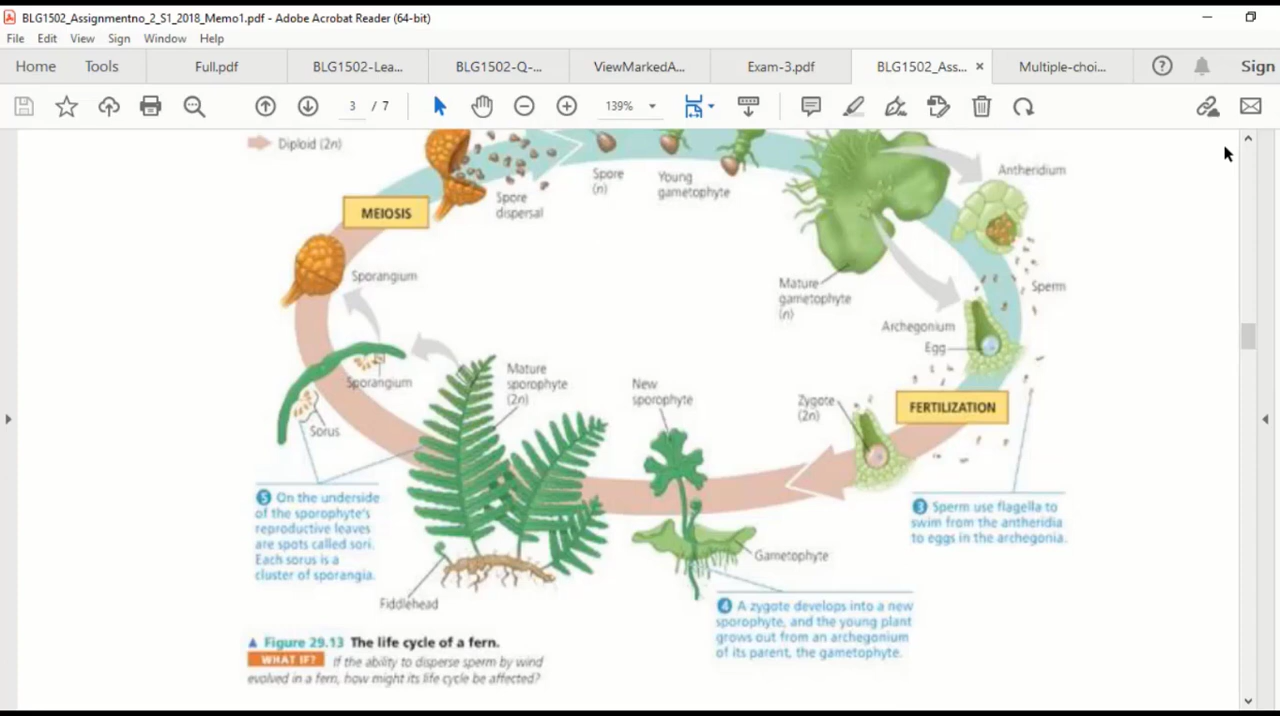 BLG1502_Assignmentno_2_S1_2018_Memo1.pdf - Adobe Acrobat Reader (64-bit)
File Edit View Sign Window Help
Home Tools Full.pdf BLG1502-Lea... BLG1502-Q-... ViewMarkedA... Exam-3.pdf BLG1502_Ass... × Multiple-choi... Sign
3 / 7 139%
Diploid (2n)
Spore
(n)
Young
gametophyte
Antheridium
Spore
dispersal
MEIOSIS
Sporangium
Mature
gametophyte
(n)
Sperm
Archegonium
Egg
Sporangium
Mature
sporophyte
(2n)
New
sporophyte
Zygote
(2n)
FERTILIZATION
Sorus
5 On the underside
of the sporophyte's
reproductive leaves
are spots called sori.
Each sorus is a
cluster of sporangia.
3 Sperm use flagella to
swim from the antheridia
to eggs in the archegonia.
Gametophyte
Fiddlehead
4 A zygote develops into a new
sporophyte, and the young plant
grows out from an archegonium
of its parent, the gametophyte.
▲ Figure 29.13 The life cycle of a fern.
WHAT IF? If the ability to disperse sperm by wind
evolved in a fern, how might its life cycle be affected?